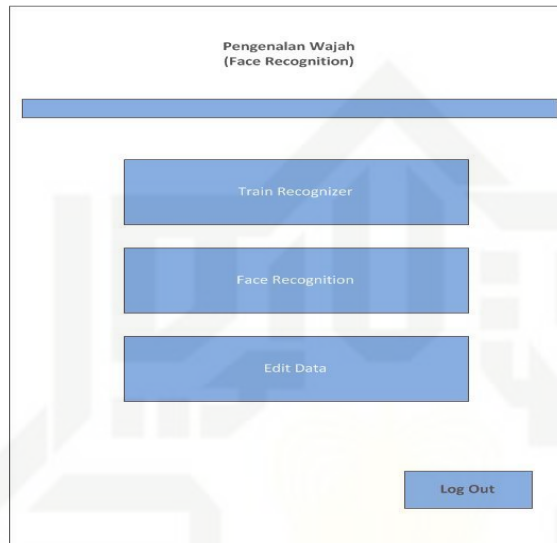 Pengenalan Wajah
(Face Recognition)
Train Recognizer
Face Recognition
Edit Data
Log Out